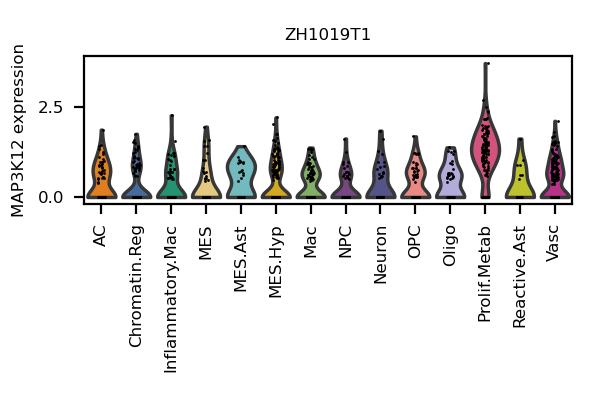 ZH1019T1
MAP3K12 expression
2.5
0.0
AC
Chromatin.Reg
Inflammatory.Mac
MES
MES.Ast
MES.Hyp
Mac
NPC
Neuron
OPC
Oligo
Prolif.Metab
Reactive.Ast
Vasc